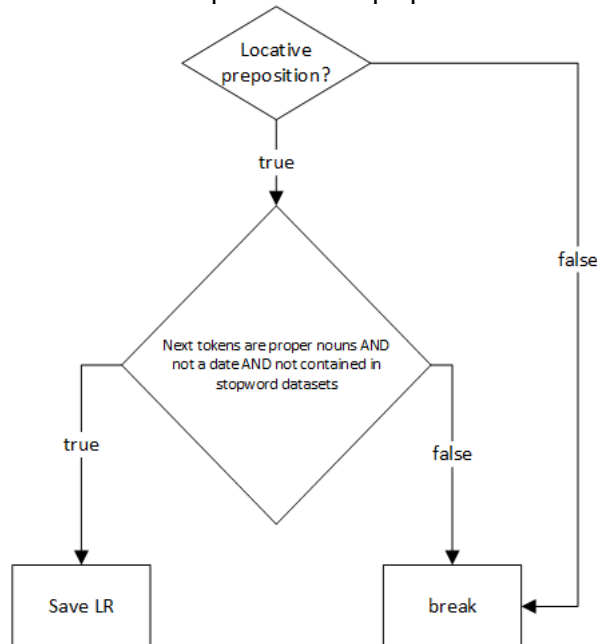 Locative
preposition?
true
false
Next tokens are proper nouns AND
not a date AND not contained in
stopword datasets
true
false
Save LR
break